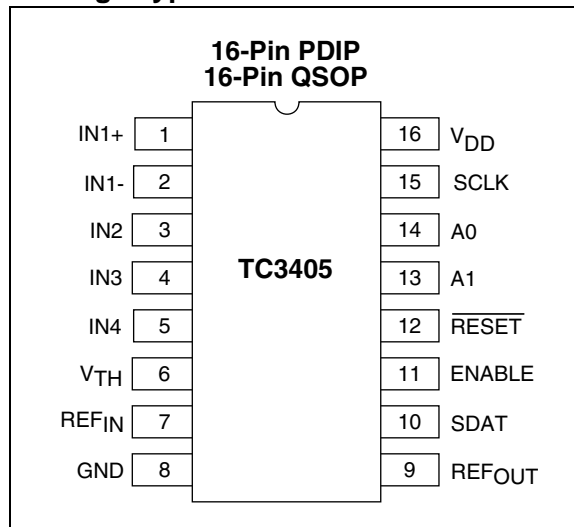 16-Pin PDIP
16-Pin QSOP
IN1+ 1 16 VDD
IN1- 2 15 SCLK
IN2 3 14 A0
IN3 4 TC3405 13 A1
IN4 5 12 RESET
VTH 6 11 ENABLE
REFIN 7 10 SDAT
GND 8 9 REFOUT